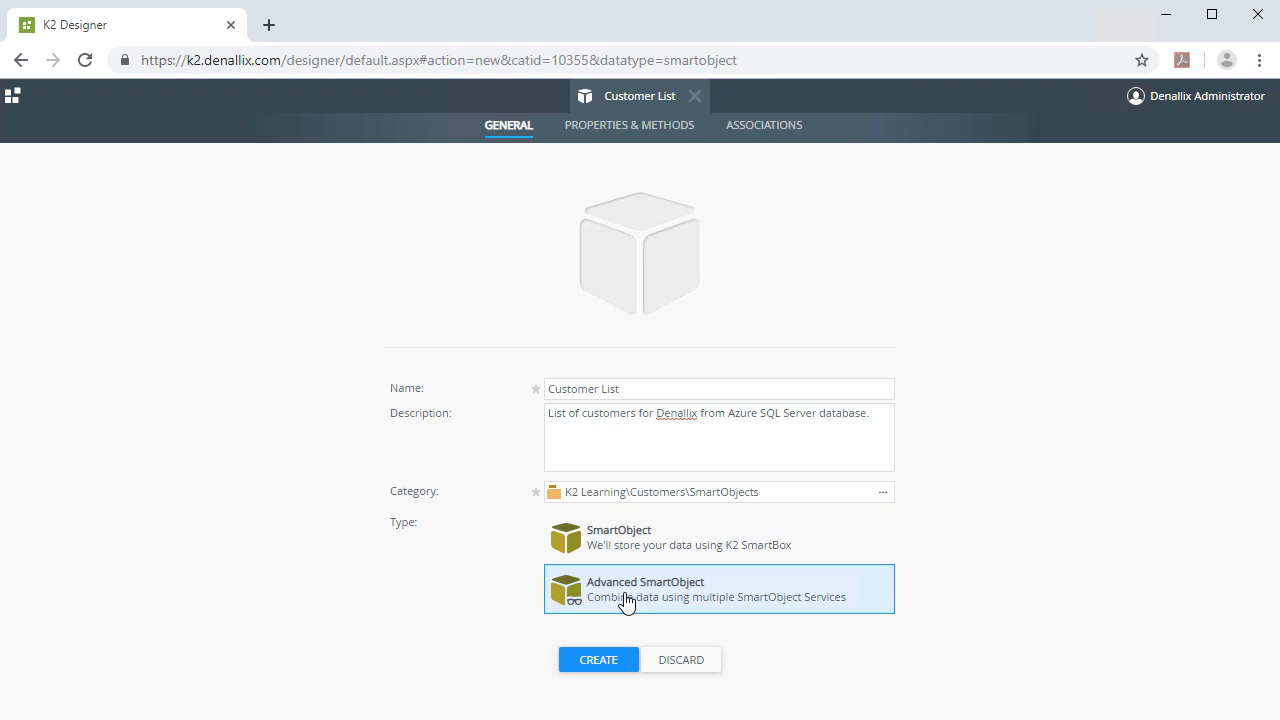 K2 Designer
https://k2.denallix.com/designer/default.aspx#action=new&catid=10355&datatype=smartobject
Customer List
Denallix Administrator
GENERAL PROPERTIES & METHODS ASSOCIATIONS
Name: * Customer List
Description: List of customers for Denallix from Azure SQL Server database.
Category: * K2 Learning\Customers\SmartObjects ...
Type:
SmartObject
We'll store your data using K2 SmartBox
Advanced SmartObject
Combine data using multiple SmartObject Services
CREATE DISCARD